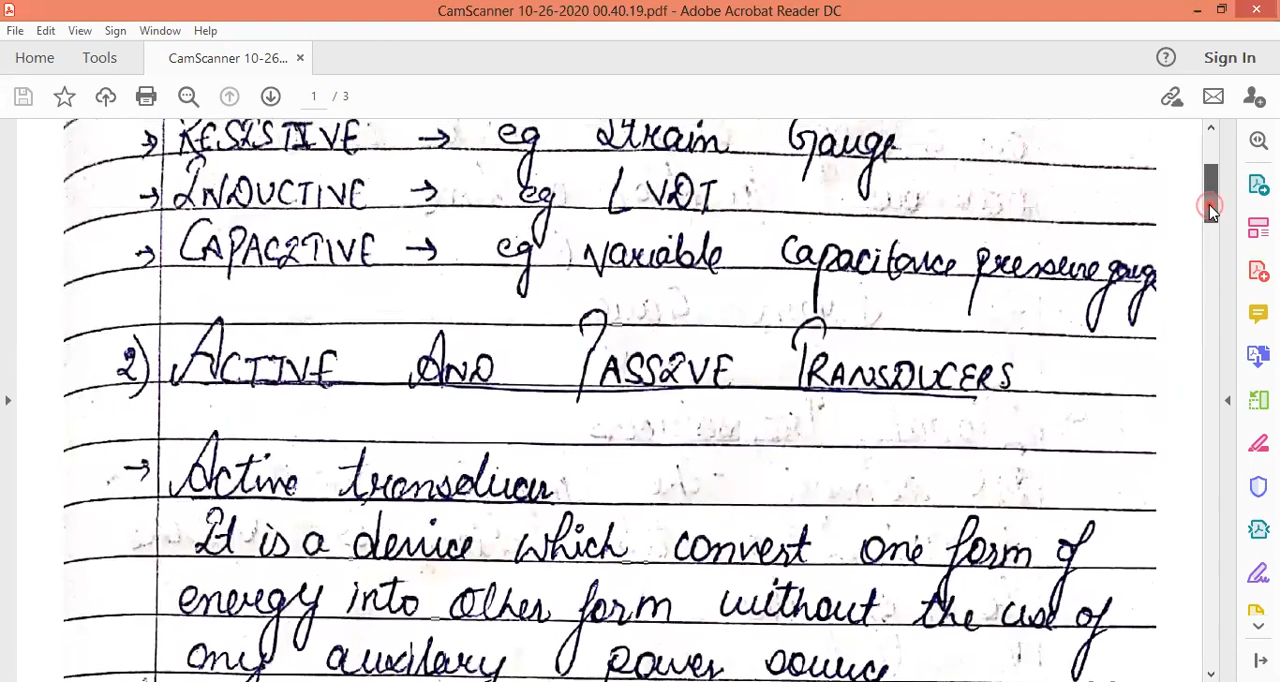 CamScanner 10-26-2020 00.40.19.pdf - Adobe Acrobat Reader DC
File Edit View Sign Window Help
Home Tools CamScanner 10-26... × Sign In
1 / 3
→ RESISTIVE → eg Strain Gauge
→ INDUCTIVE → eg LVDT
→ CAPACITIVE → eg variable capacitance pressure gauge
2) ACTIVE AND PASSIVE TRANSDUCERS
→ Active transducer
It is a device which convert one form of
energy into other form without the use of
any auxilary power source